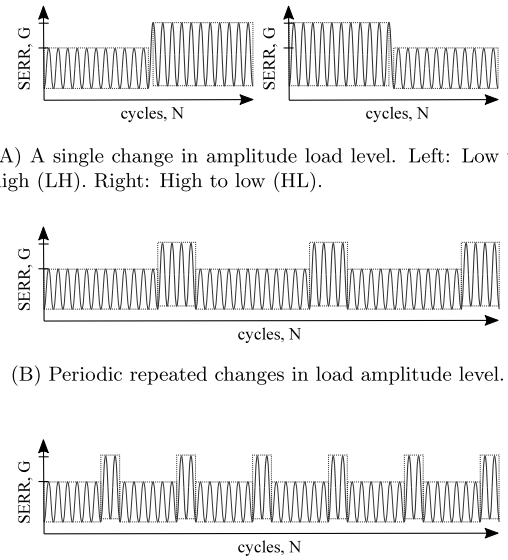 SERR, G
cycles, N
SERR, G
cycles, N
A) A single change in amplitude load level. Left: Low
igh (LH). Right: High to low (HL).
SERR, G
cycles, N
(B) Periodic repeated changes in load amplitude level.
SERR, G
cycles, N